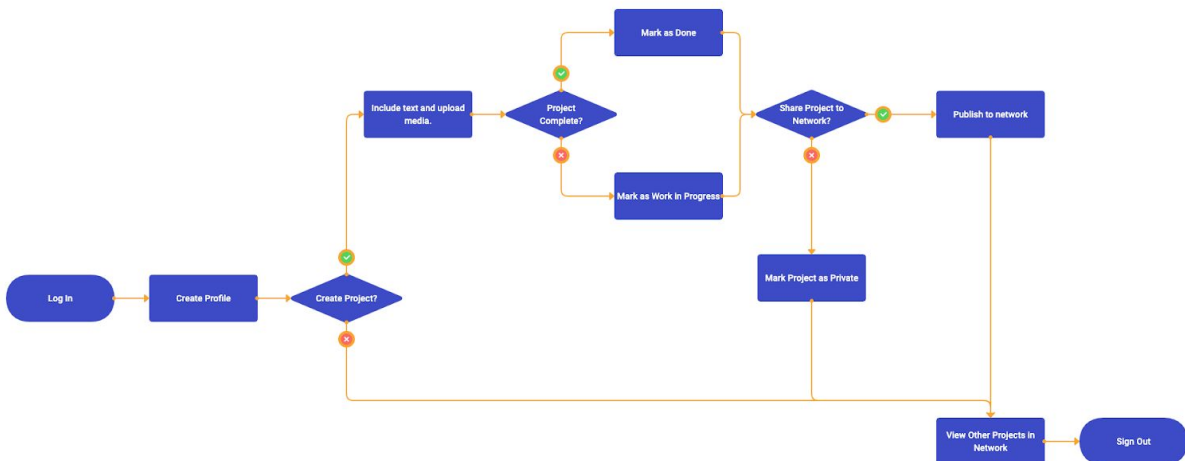 Mark as Done
Include text and upload
media.
Project
Complete?
Share Project to
Network?
Publish to network
Mark as Work in Progress
Mark Project as Private
Log In
Create Profile
Create Project?
View Other Projects in
Network
Sign Out